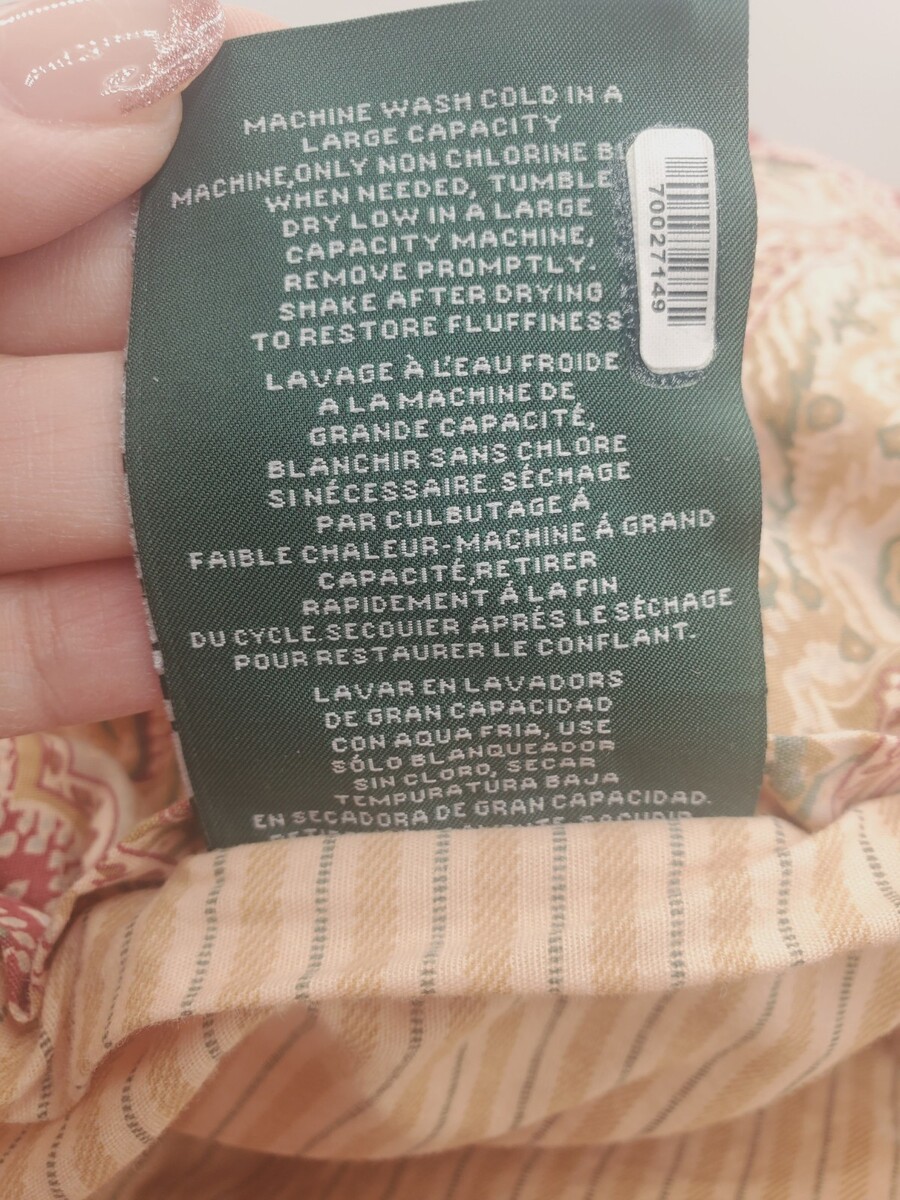 MACHINE WASH COLD IN A
LARGE CAPACITY
MACHINE,ONLY NON CHLORINE
WHEN NEEDED, TUMBLE
DRY LOW IN A LARGE
CAPACITY MACHINE,
REMOVE PROMPTLY.
SHAKE AFTER DRYING
TO RESTORE FLUFFINESS
70027149
LAVAGE À L'EAU FROIDE
A LA MACHINE DE
GRANDE CAPACITÉ,
BLANCHIR SANS CHLORE
SI NÉCESSAIRE, SÉCHAGE
PAR CULBUTAGE Á
FAIBLE CHALEUR-MACHINE Á GRAND
CAPACITÉ,RETIRER
RAPIDEMENT Á LA FIN
DU CYCLE.SECOUIER APRÉS LE SÉCHAGE
POUR RESTAURER LE CONFLANT.
LAVAR EN LAVADORS
DE GRAN CAPACIDAD
CON AQUA FRIA, USE
SÓLO BLANQUEADOR
SIN CLORO, SECAR
TEMPURATURA BAJA
EN SECADORA DE GRAN CAPACIDAD.
SACUDIR